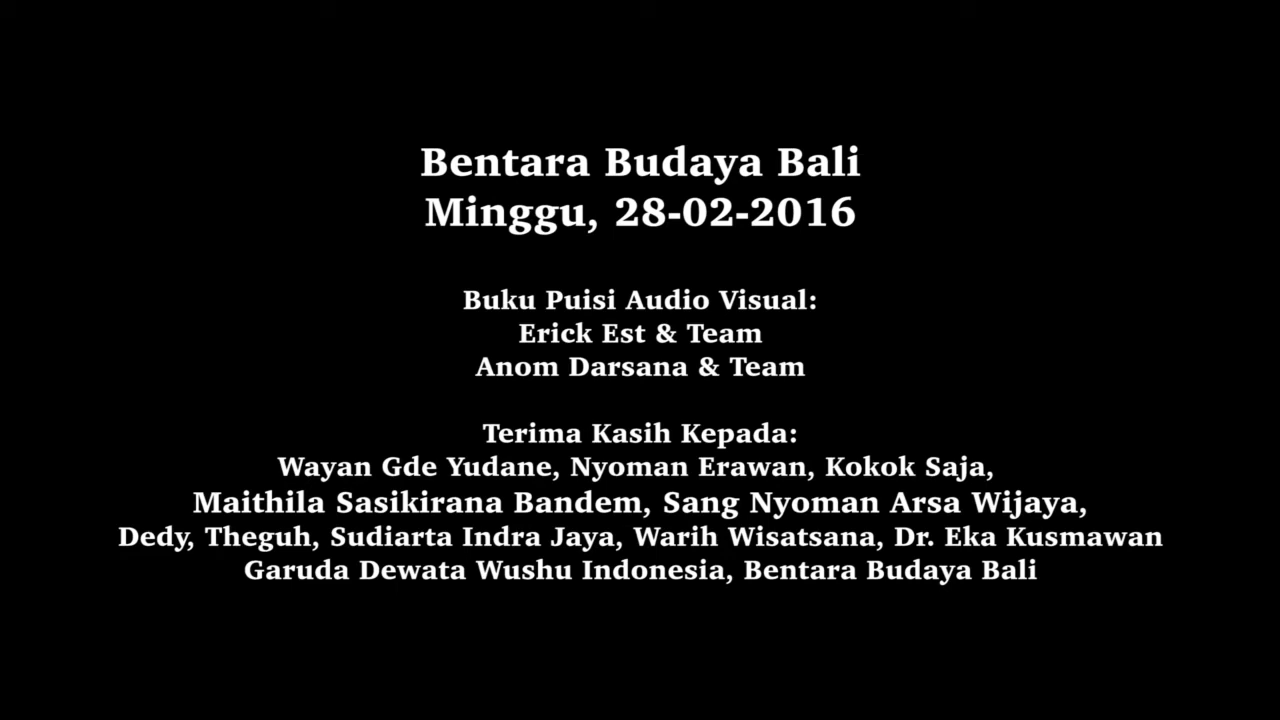 Bentara Budaya Bali
Minggu, 28-02-2016
Buku Puisi Audio Visual:
Erick Est & Team
Anom Darsana & Team
Terima Kasih Kepada:
Wayan Gde Yudane, Nyoman Erawan, Kokok Saja,
Maithila Sasikirana Bandem, Sang Nyoman Arsa Wijaya,
Dedy, Theguh, Sudiarta Indra Jaya, Warih Wisatsana, Dr. Eka Kusmawan
Garuda Dewata Wushu Indonesia, Bentara Budaya Bali